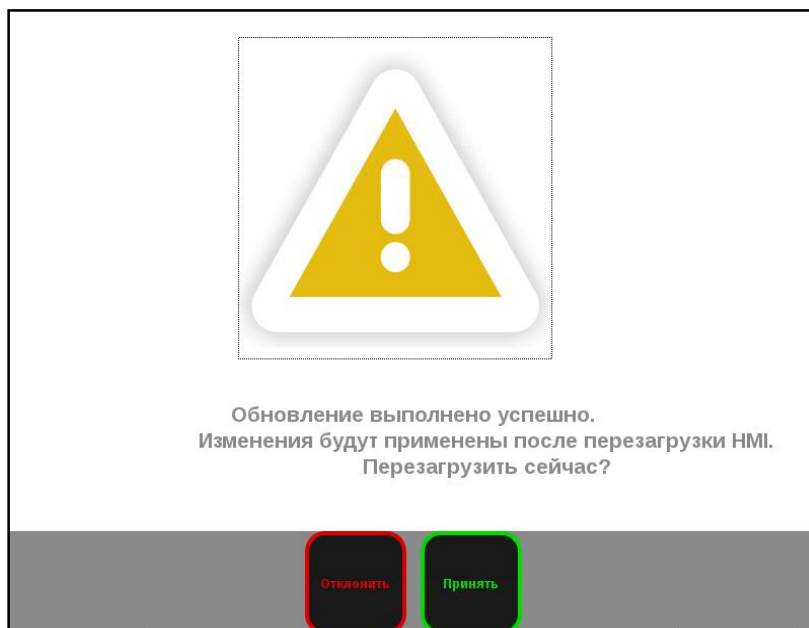 Обновление выполнено успешно.
Изменения будут применены после перезагрузки HMI.
Перезагрузить сейчас?
Отклонить
Принять